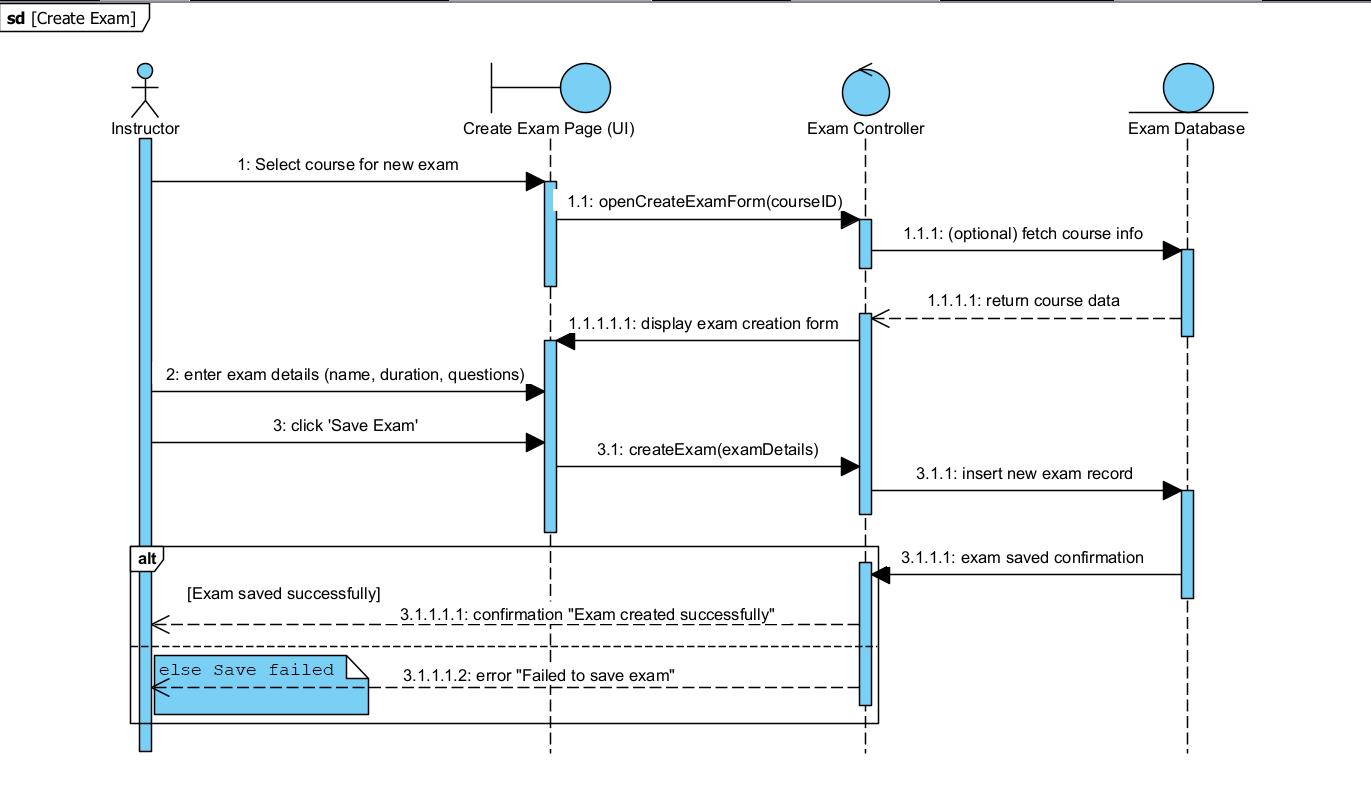 sd [Create Exam]
Instructor
Create Exam Page (UI)
Exam Controller
Exam Database
1: Select course for new exam
1.1: openCreateExamForm(courseID)
1.1.1: (optional) fetch course info
1.1.1.1: return course data
1.1.1.1.1: display exam creation form
2: enter exam details (name, duration, questions)
3: click 'Save Exam'
3.1: createExam(examDetails)
3.1.1: insert new exam record
alt
3.1.1.1: exam saved confirmation
[Exam saved successfully]
3.1.1.1.1: confirmation "Exam created successfully"
else Save failed
3.1.1.1.2: error "Failed to save exam"